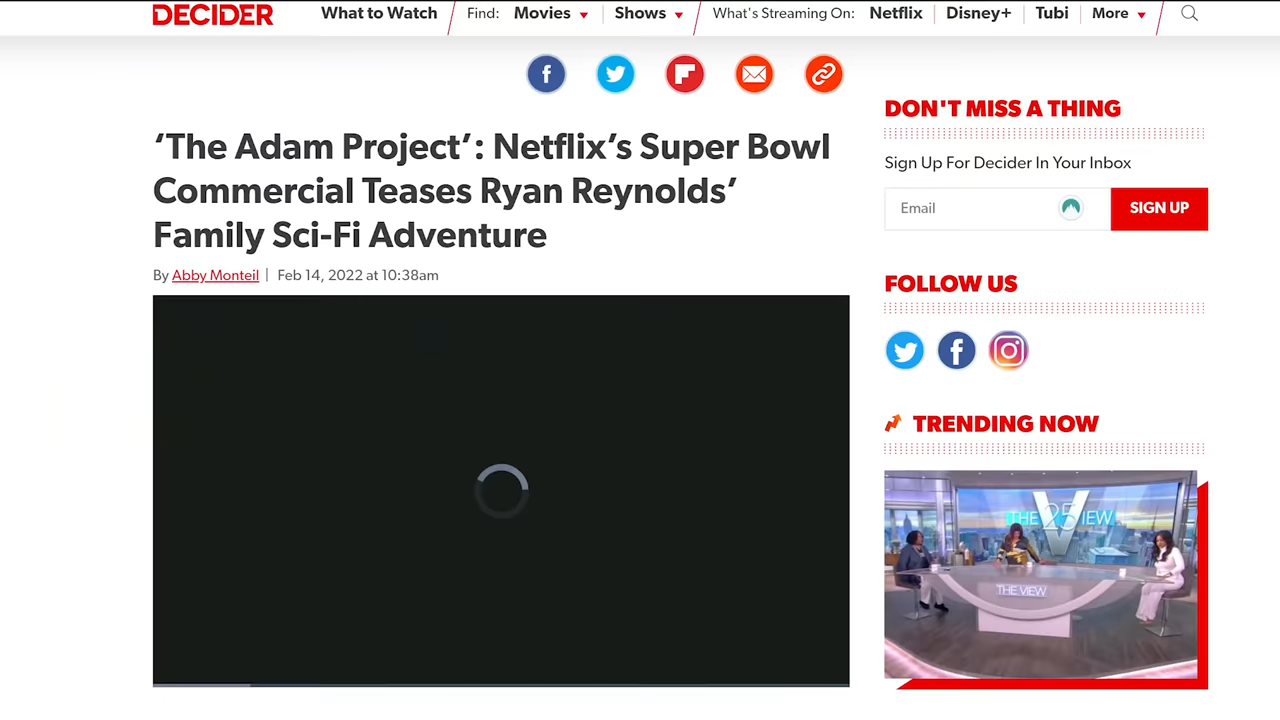 DECIDER
What to Watch
Find: Movies Shows
What's Streaming On: Netflix Disney+ Tubi More
‘The Adam Project’: Netflix’s Super Bowl
Commercial Teases Ryan Reynolds’
Family Sci-Fi Adventure
By Abby Monteil | Feb 14, 2022 at 10:38am
DON'T MISS A THING
Sign Up For Decider In Your Inbox
Email
SIGN UP
FOLLOW US
TRENDING NOW
THE 25 VIEW
THE VIEW